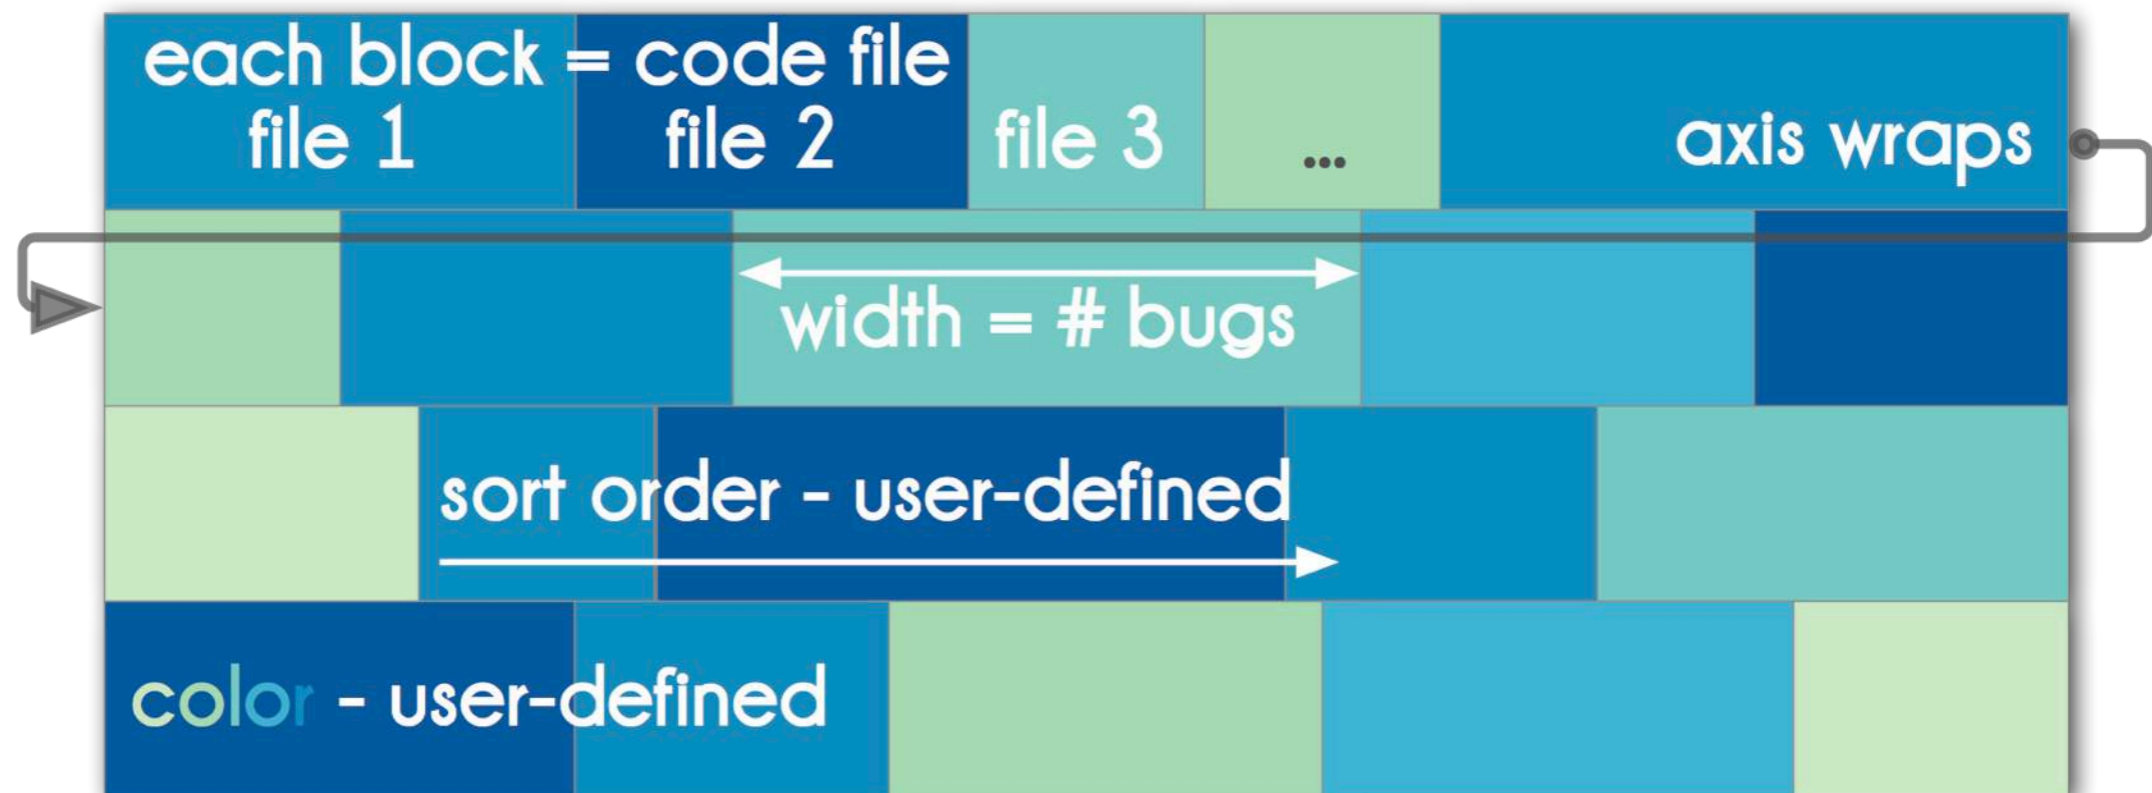 each block = code file
file 1 file 2 file 3 ... axis wraps
width = # bugs
sort order - user-defined
color - user-defined